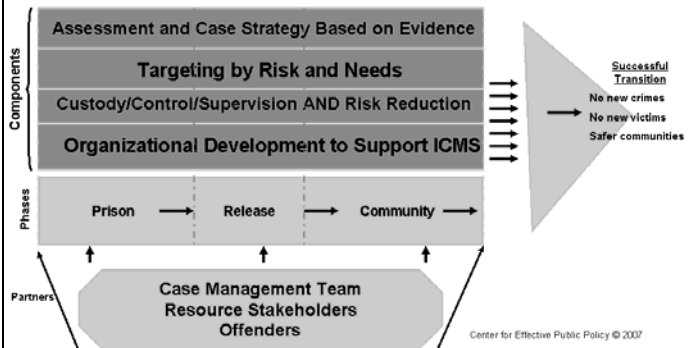 Components
Assessment and Case Strategy Based on Evidence
Targeting by Risk and Needs
Custody/Control/Supervision AND Risk Reduction
Organizational Development to Support ICMS
Successful
Transition
No new crimes
No new victims
Safer communities
Phases
Prison
Release
Community
Partners
Case Management Team
Resource Stakeholders
Offenders
Center for Effective Public Policy © 2007